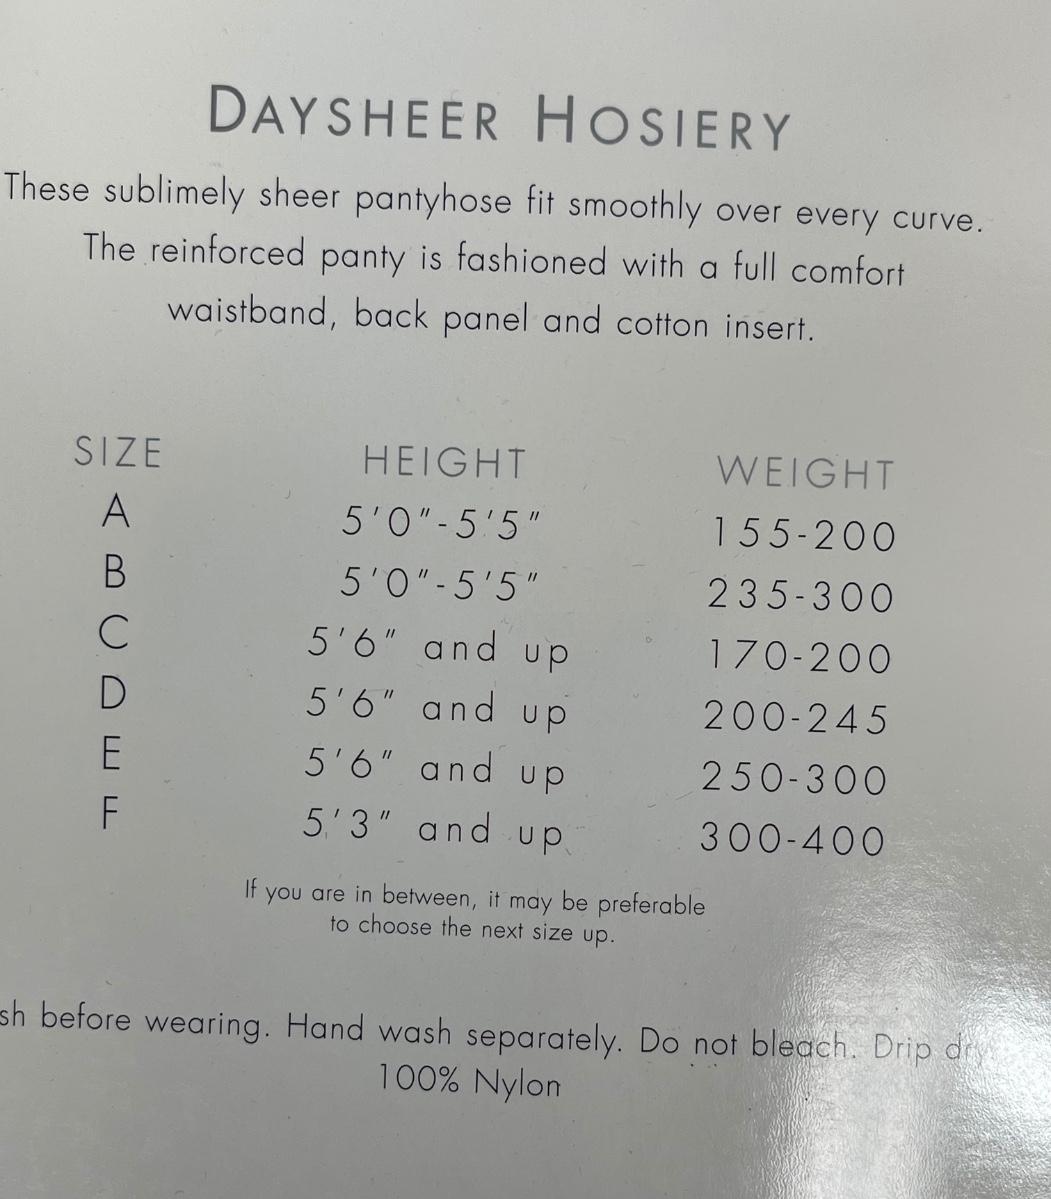 DAYSHEER HOSIERY
These sublimely sheer pantyhose fit smoothly over every curve.
The reinforced panty is fashioned with a full comfort
waistband, back panel and cotton insert.
SIZE HEIGHT WEIGHT
A 5'0"-5'5" 155-200
B 5'0"-5'5" 235-300
C 5'6" and up 170-200
D 5'6" and up 200-245
E 5'6" and up 250-300
F 5'3" and up 300-400
If you are in between, it may be preferable
to choose the next size up.
before wearing. Hand wash separately. Do not bleach. Drip dry
100% Nylon